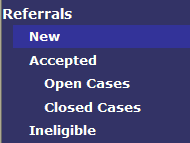 Referrals
New
Accepted
Open Cases
Closed Cases
Ineligible